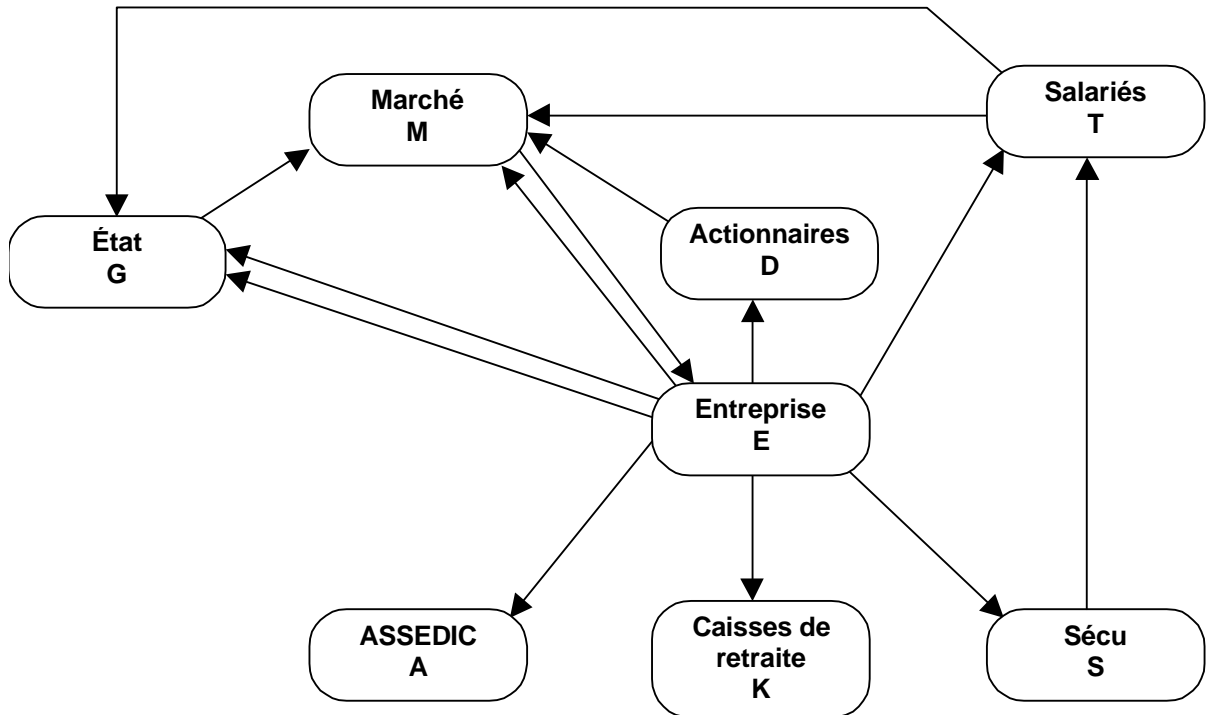 Marché
M
Salariés
T
État
G
Actionnaires
D
Entreprise
E
ASSEDIC
A
Caisses de
retraite
K
Sécu
S